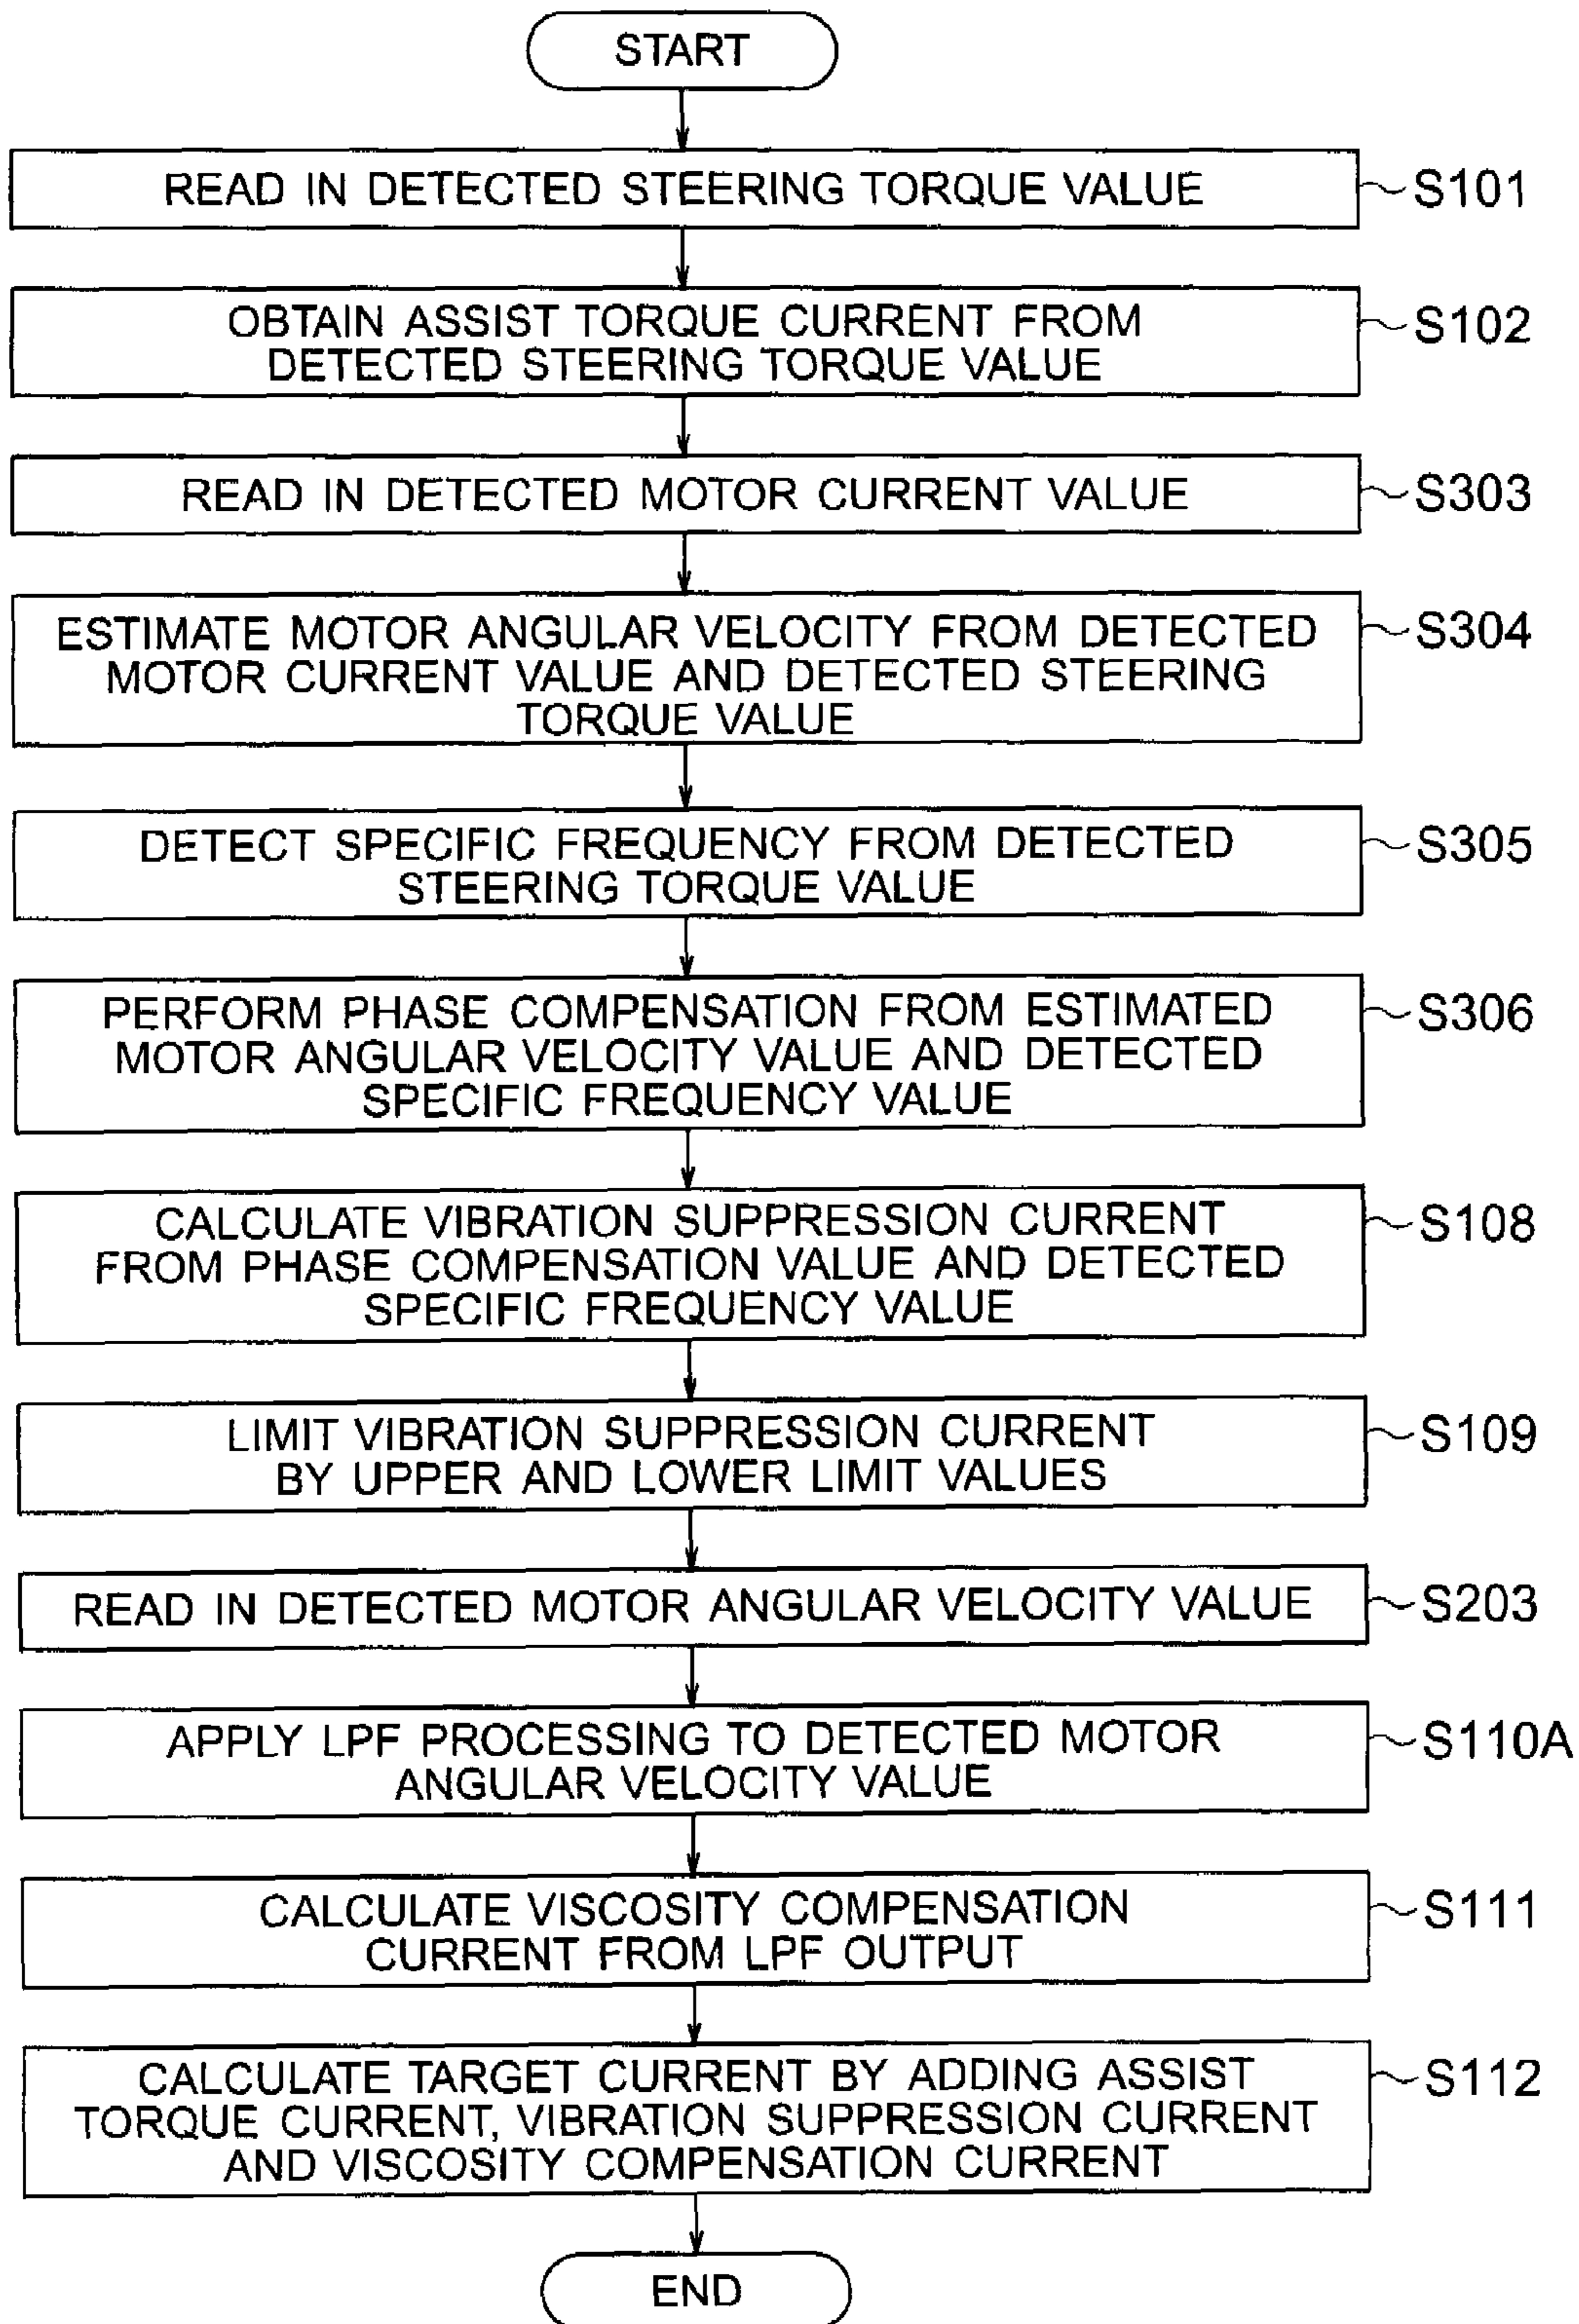 START
READ IN DETECTED STEERING TORQUE VALUE
S101
OBTAIN ASSIST TORQUE CURRENT FROM
DETECTED STEERING TORQUE VALUE
S102
READ IN DETECTED MOTOR CURRENT VALUE
S303
ESTIMATE MOTOR ANGULAR VELOCITY FROM DETECTED
MOTOR CURRENT VALUE AND DETECTED STEERING
TORQUE VALUE
S304
DETECT SPECIFIC FREQUENCY FROM DETECTED
STEERING TORQUE VALUE
S305
PERFORM PHASE COMPENSATION FROM ESTIMATED
MOTOR ANGULAR VELOCITY VALUE AND DETECTED
SPECIFIC FREQUENCY VALUE
S306
CALCULATE VIBRATION SUPPRESSION CURRENT
FROM PHASE COMPENSATION VALUE AND DETECTED
SPECIFIC FREQUENCY VALUE
S108
LIMIT VIBRATION SUPPRESSION CURRENT
BY UPPER AND LOWER LIMIT VALUES
S109
READ IN DETECTED MOTOR ANGULAR VELOCITY VALUE
S203
APPLY LPF PROCESSING TO DETECTED MOTOR
ANGULAR VELOCITY VALUE
S110A
CALCULATE VISCOSITY COMPENSATION
CURRENT FROM LPF OUTPUT
S111
CALCULATE TARGET CURRENT BY ADDING ASSIST
TORQUE CURRENT, VIBRATION SUPPRESSION CURRENT
AND VISCOSITY COMPENSATION CURRENT
S112
END